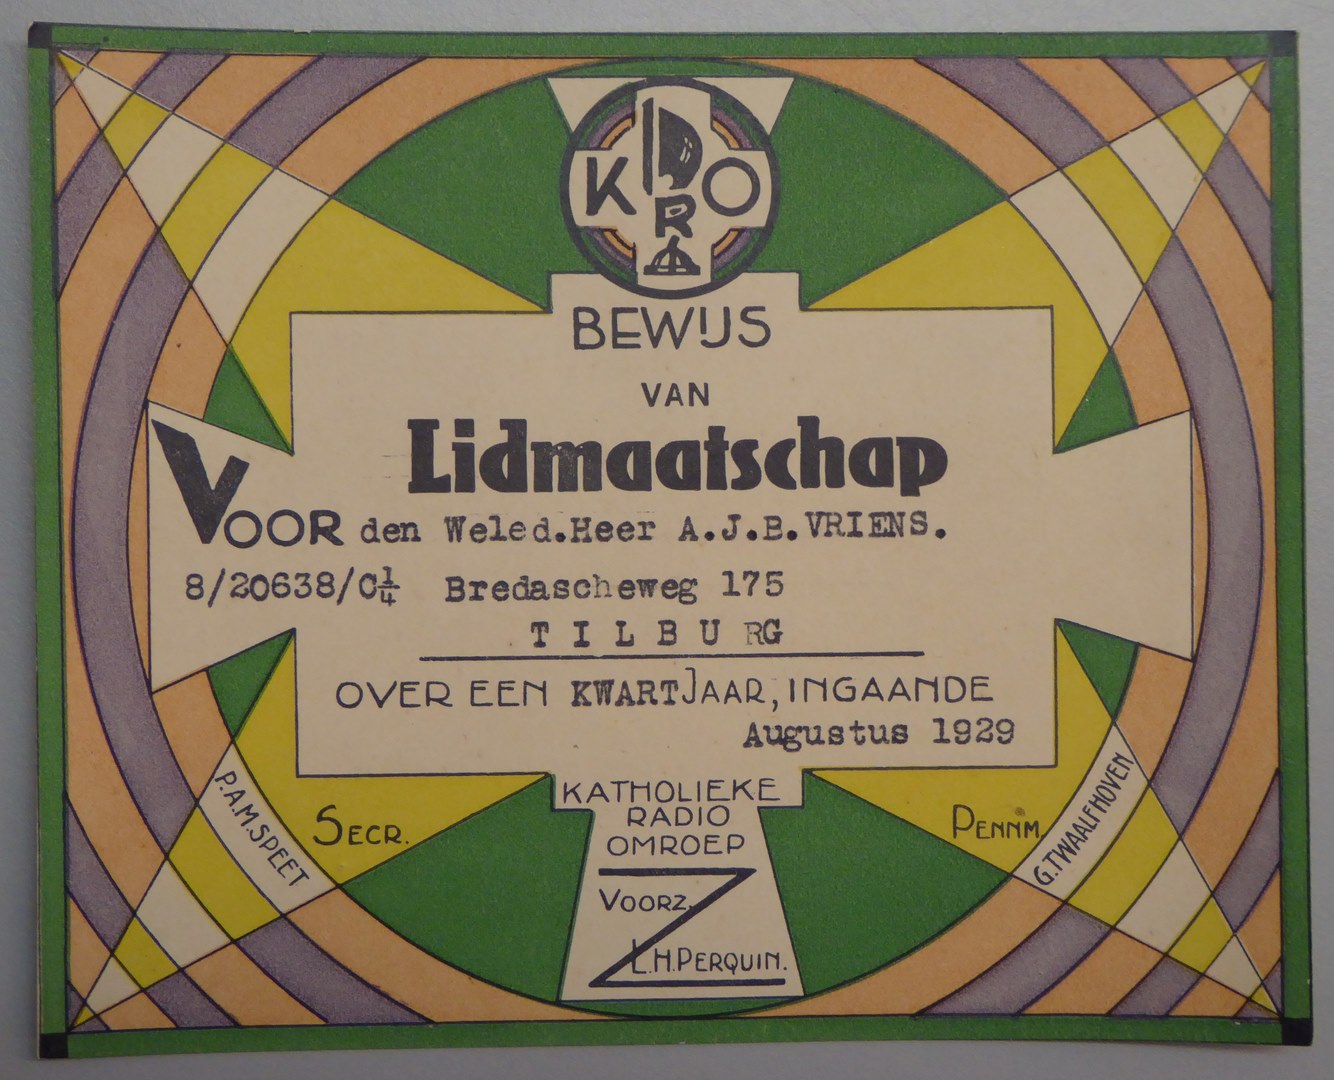 KRO
BEWIJS
VAN
Lidmaatschap
VOOR den Weled.Heer A.J.B.VRIENS.
8/20638/C¼ Bredascheweg 175
TILBURG
OVER EEN KWARTJAAR, INGAANDE
Augustus 1929
KATHOLIEKE
RADIO
OMROEP
P.A.M. SPEET
SECR.
PENN'M.
G.TWAALFHOVEN
VOORZ.
L.H.PERQUIN.